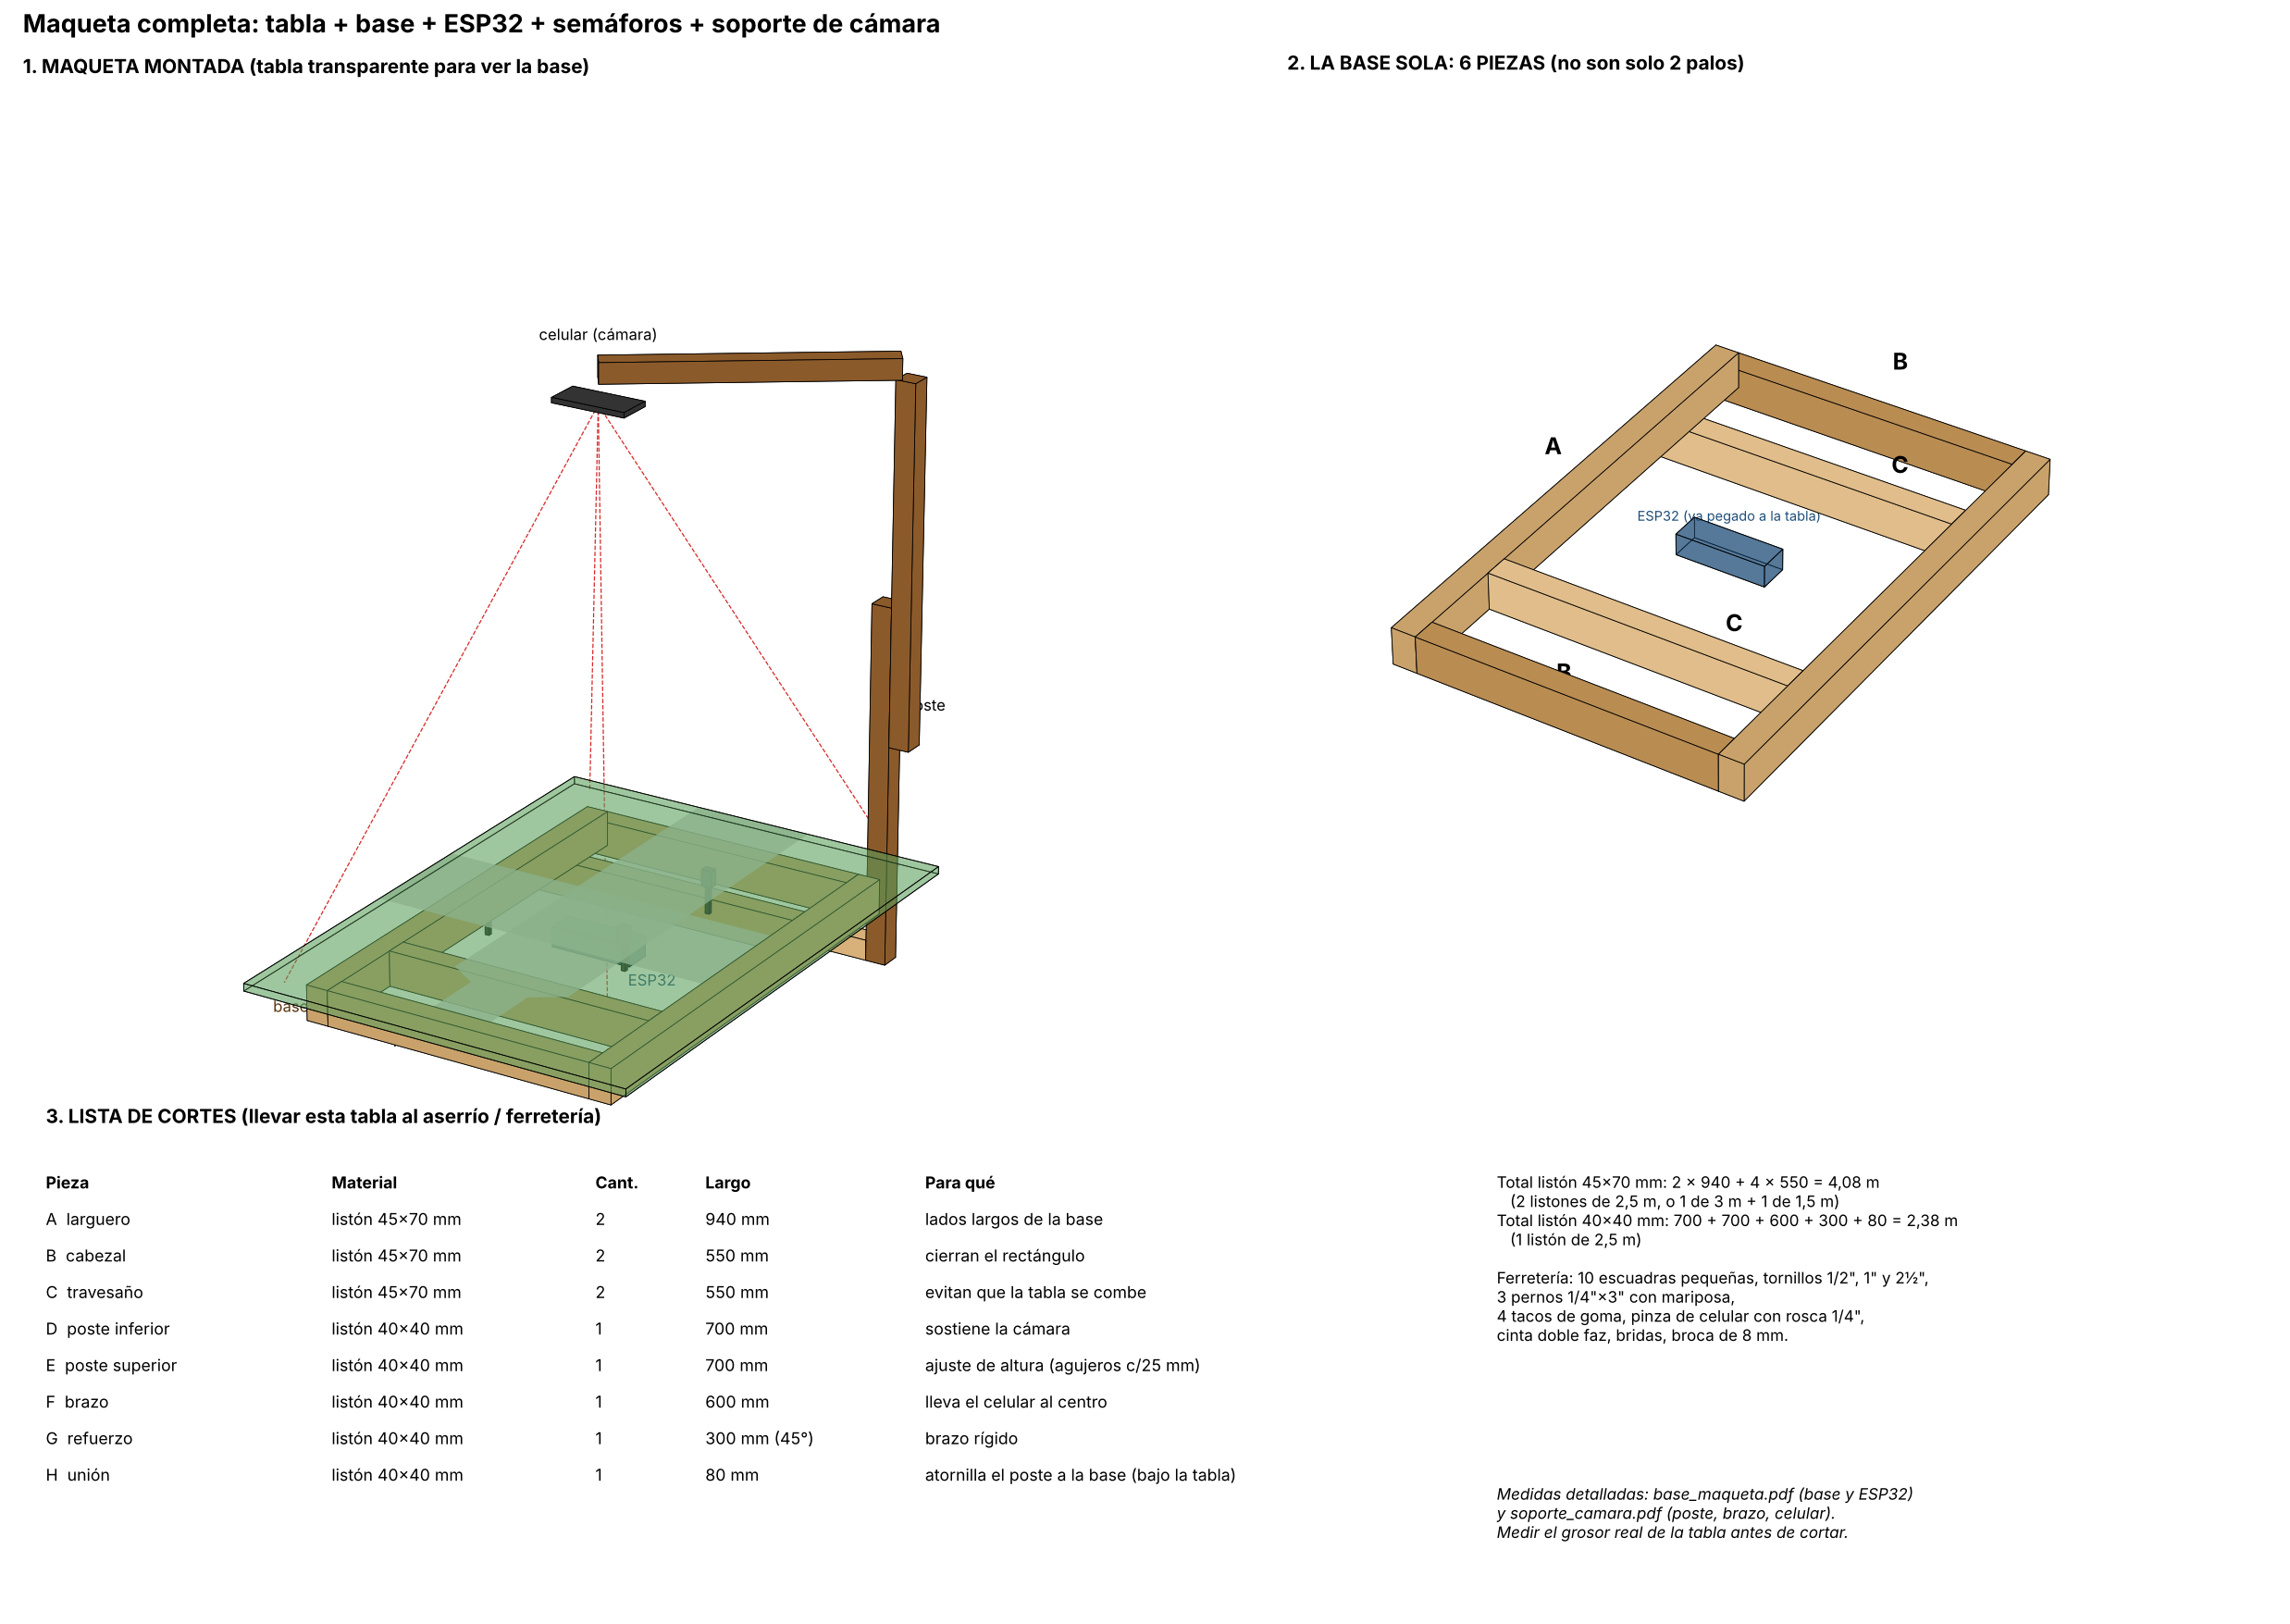 Maqueta completa: tabla + base + ESP32 + semáforos + soporte de cámara
1. MAQUETA MONTADA (tabla transparente para ver la base)
2. LA BASE SOLA: 6 PIEZAS (no son solo 2 palos)
celular (cámara)
B
A
C
ESP32 (va pegado a la tabla)
C
B
ESP32
base
3. LISTA DE CORTES (llevar esta tabla al aserrío / ferretería)
Pieza Material Cant. Largo Para qué
A larguero listón 45×70 mm 2 940 mm lados largos de la base
B cabezal listón 45×70 mm 2 550 mm cierran el rectángulo
C travesaño listón 45×70 mm 2 550 mm evitan que la tabla se combe
D poste inferior listón 40×40 mm 1 700 mm sostiene la cámara
E poste superior listón 40×40 mm 1 700 mm ajuste de altura (agujeros c/25 mm)
F brazo listón 40×40 mm 1 600 mm lleva el celular al centro
G refuerzo listón 40×40 mm 1 300 mm (45°) brazo rígido
H unión listón 40×40 mm 1 80 mm atornilla el poste a la base (bajo la tabla)
Total listón 45×70 mm: 2 × 940 + 4 × 550 = 4,08 m
(2 listones de 2,5 m, o 1 de 3 m + 1 de 1,5 m)
Total listón 40×40 mm: 700 + 700 + 600 + 300 + 80 = 2,38 m
(1 listón de 2,5 m)
Ferretería: 10 escuadras pequeñas, tornillos 1/2", 1" y 2½",
3 pernos 1/4"×3" con mariposa,
4 tacos de goma, pinza de celular con rosca 1/4",
cinta doble faz, bridas, broca de 8 mm.
Medidas detalladas: base_maqueta.pdf (base y ESP32)
y soporte_camara.pdf (poste, brazo, celular).
Medir el grosor real de la tabla antes de cortar.